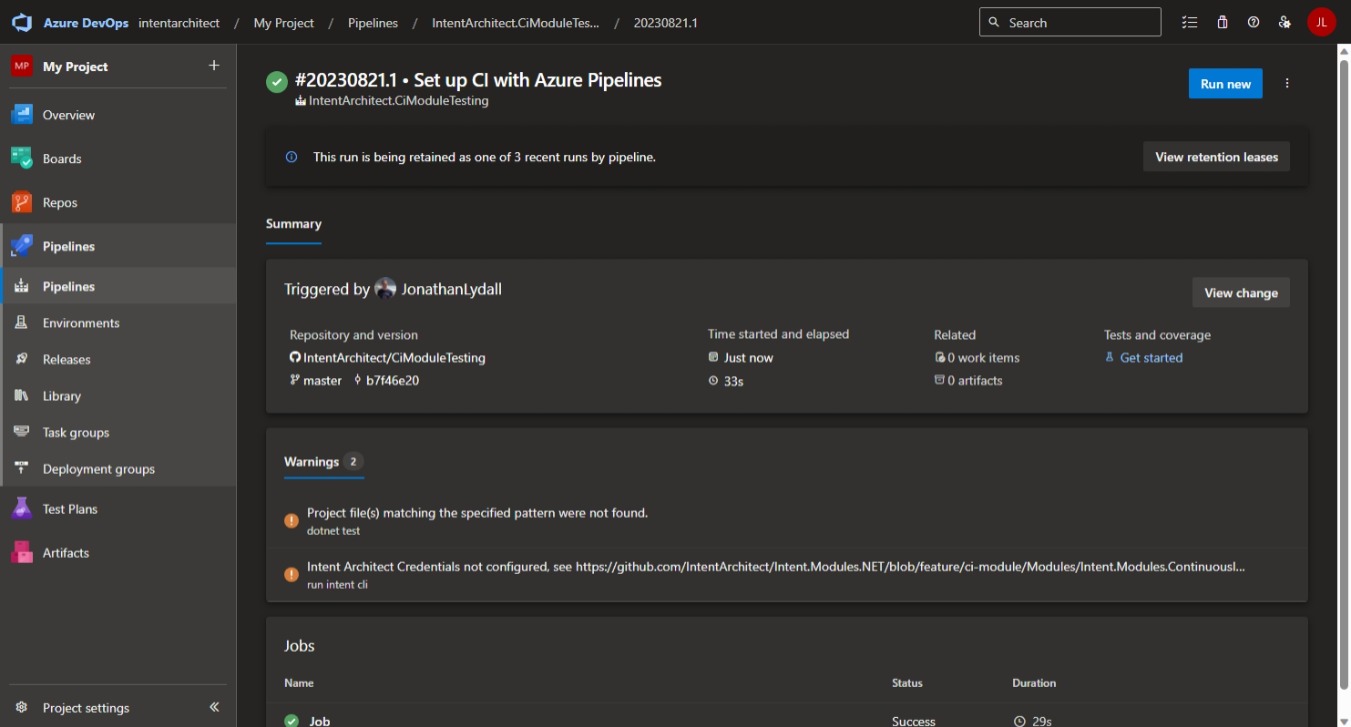 Azure DevOps intentarchitect / My Project / Pipelines / IntentArchitect.CiModuleTes... / 20230821.1
Search
JL
MP My Project +
Overview
Boards
Repos
Pipelines
Pipelines
Environments
Releases
Library
Task groups
Deployment groups
Test Plans
Artifacts
Project settings
#20230821.1 • Set up CI with Azure Pipelines
IntentArchitect.CiModuleTesting
Run new
This run is being retained as one of 3 recent runs by pipeline.
View retention leases
Summary
Triggered by JonathanLydall
View change
Repository and version
IntentArchitect/CiModuleTesting
master b7f46e20
Time started and elapsed
Just now
33s
Related
0 work items
0 artifacts
Tests and coverage
Get started
Warnings 2
Project file(s) matching the specified pattern were not found.
dotnet test
Intent Architect Credentials not configured, see https://github.com/IntentArchitect/Intent.Modules.NET/blob/feature/ci-module/Modules/Intent.Modules.Continuousl...
run intent cli
Jobs
Name Status Duration
Job Success 29s